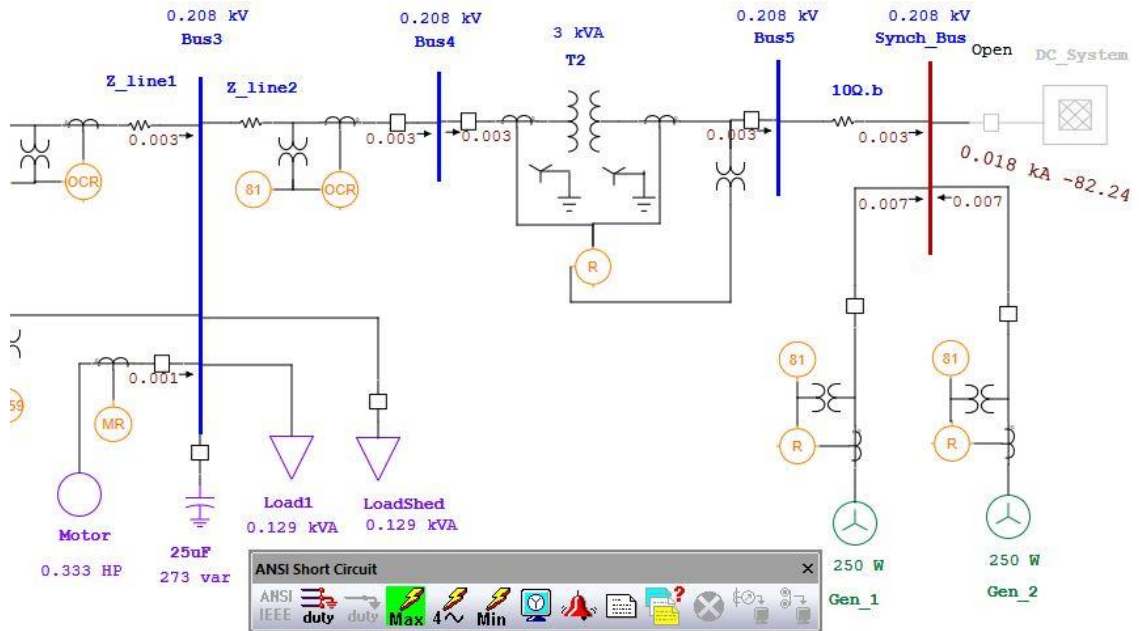 0.208 kV
Bus3
0.208 kV
Bus4
3 kVA
T2
0.208 kV
Bus5
0.208 kV
Synch_Bus
Open
DC_System
Z_line1
Z_line2
10Ω.b
0.003
0.003
0.003
0.003
0.003
0.018 kA -82.24
OCR
81
OCR
0.007
0.007
R
0.001
59
MR
81
81
R
R
Motor
0.333 HP
25uF
273 var
Load1
0.129 kVA
LoadShed
0.129 kVA
250 W
Gen_1
250 W
Gen_2
ANSI Short Circuit
×
ANSI
IEEE
duty
duty
Max
4
Min
?